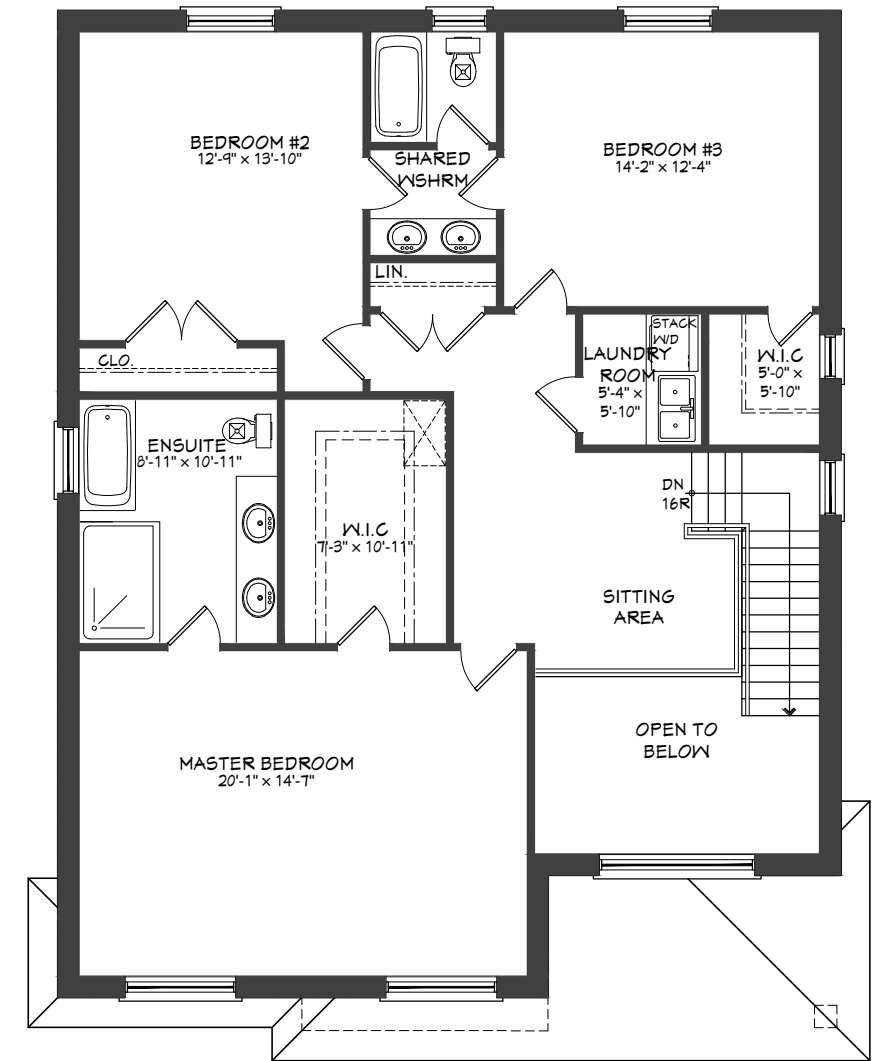 BEDROOM #2
12'-9" x 13'-10"
SHARED
WSHRM
BEDROOM #3
14'-2" x 12'-4"
LIN.
CLO.
STACK
W/D
LAUNDRY
ROOM
5'-4" x
5'-10"
W.I.C
5'-0" x
5'-10"
ENSUITE
8'-11" x 10'-11"
W.I.C
7'-3" x 10'-11"
DN
16R
SITTING
AREA
OPEN TO
BELOW
MASTER BEDROOM
20'-1" x 14'-7"